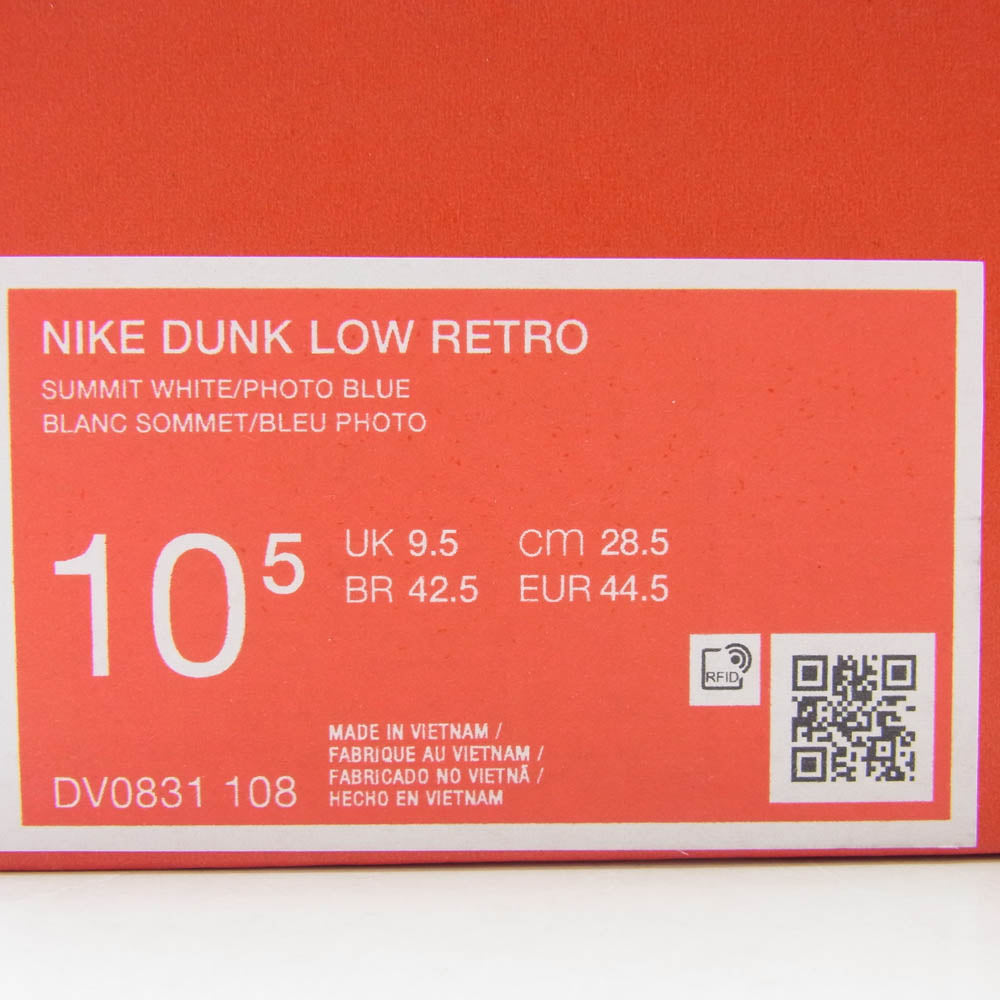 NIKE DUNK LOW RETRO
SUMMIT WHITE/PHOTO BLUE
BLANC SOMMET/BLEU PHOTO
10 5
UK 9.5 cm 28.5
BR 42.5 EUR 44.5
RFID
MADE IN VIETNAM /
FABRIQUE AU VIETNAM /
FABRICADO NO VIETNÃ /
HECHO EN VIETNAM
DV0831 108